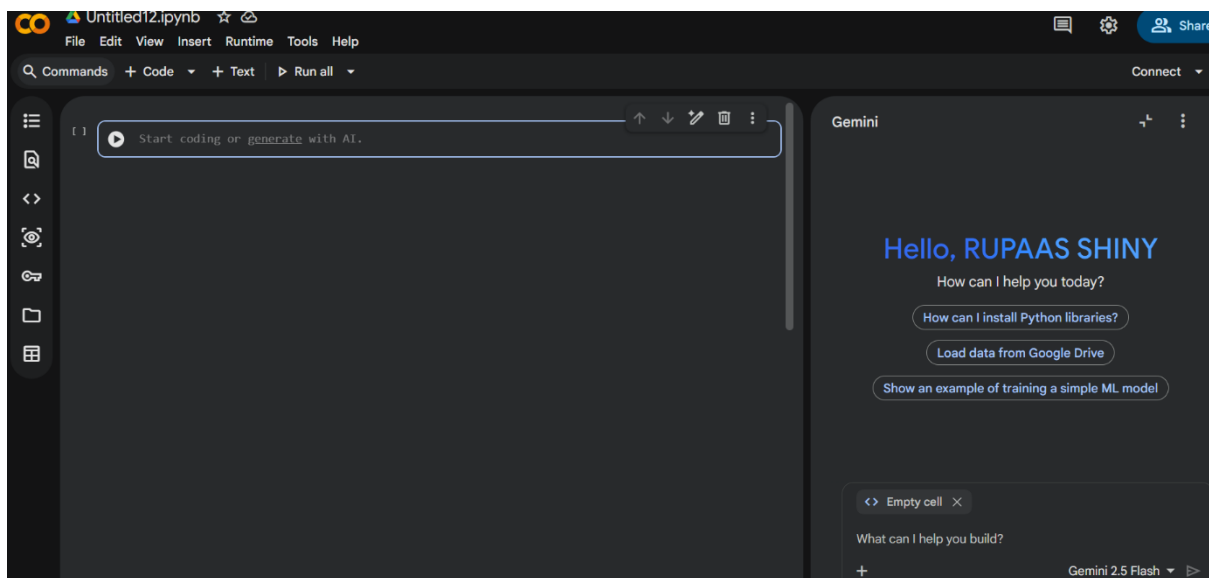 Untitled12.ipynb
File Edit View Insert Runtime Tools Help
Share
Commands + Code + Text Run all
Connect
[ ] Start coding or generate with AI.
Gemini
Hello, RUPAAS SHINY
How can I help you today?
How can I install Python libraries?
Load data from Google Drive
Show an example of training a simple ML model
<> Empty cell ×
What can I help you build?
+ Gemini 2.5 Flash